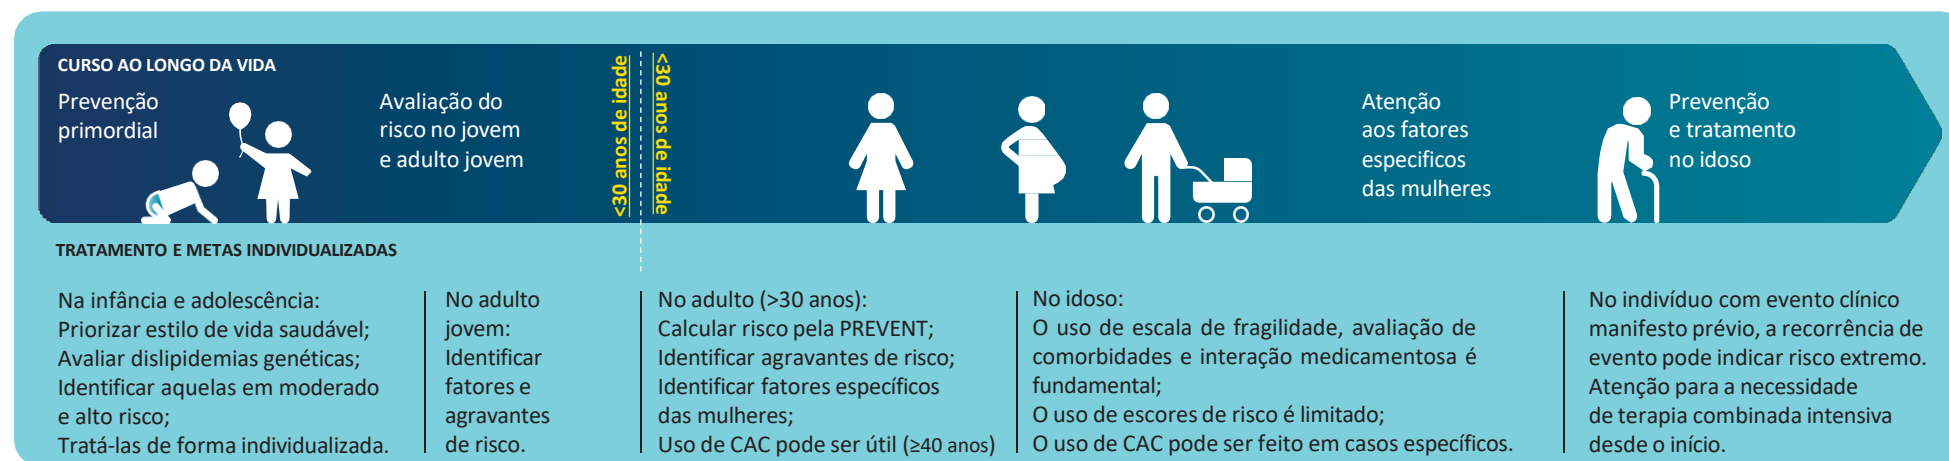 CURSO AO LONGO DA VIDA
Prevenção
primordial
Avaliação do
risco no jovem
e adulto jovem
<30 anos de idade
<30 anos de idade
Atenção
aos fatores
especificos
das mulheres
Prevenção
e tratamento
no idoso
TRATAMENTO E METAS INDIVIDUALIZADAS
Na infância e adolescência:
Priorizar estilo de vida saudável;
Avaliar dislipidemias genéticas;
Identificar aquelas em moderado
e alto risco;
Tratá-las de forma individualizada.
No adulto
jovem:
Identificar
fatores e
agravantes
de risco.
No adulto (>30 anos):
Calcular risco pela PREVENT;
Identificar agravantes de risco;
Identificar fatores específicos
das mulheres;
Uso de CAC pode ser útil (≥40 anos)
No idoso:
O uso de escala de fragilidade, avaliação de
comorbidades e interação medicamentosa é
fundamental;
O uso de escores de risco é limitado;
O uso de CAC pode ser feito em casos específicos.
No indivíduo com evento clínico
manifesto prévio, a recorrência de
evento pode indicar risco extremo.
Atenção para a necessidade
de terapia combinada intensiva
desde o início.